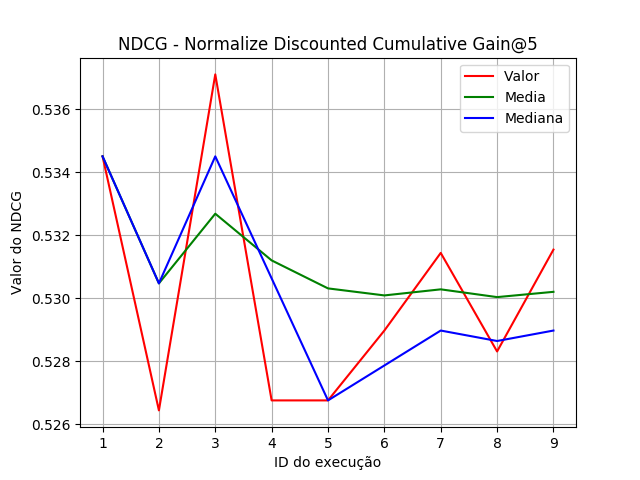 NDCG - Normalize Discounted Cumulative Gain@5
Valor
Media
Mediana
0.536
0.534
0.532
0.530
0.528
0.526
Valor do NDCG
1 2 3 4 5 6 7 8 9
ID do execução